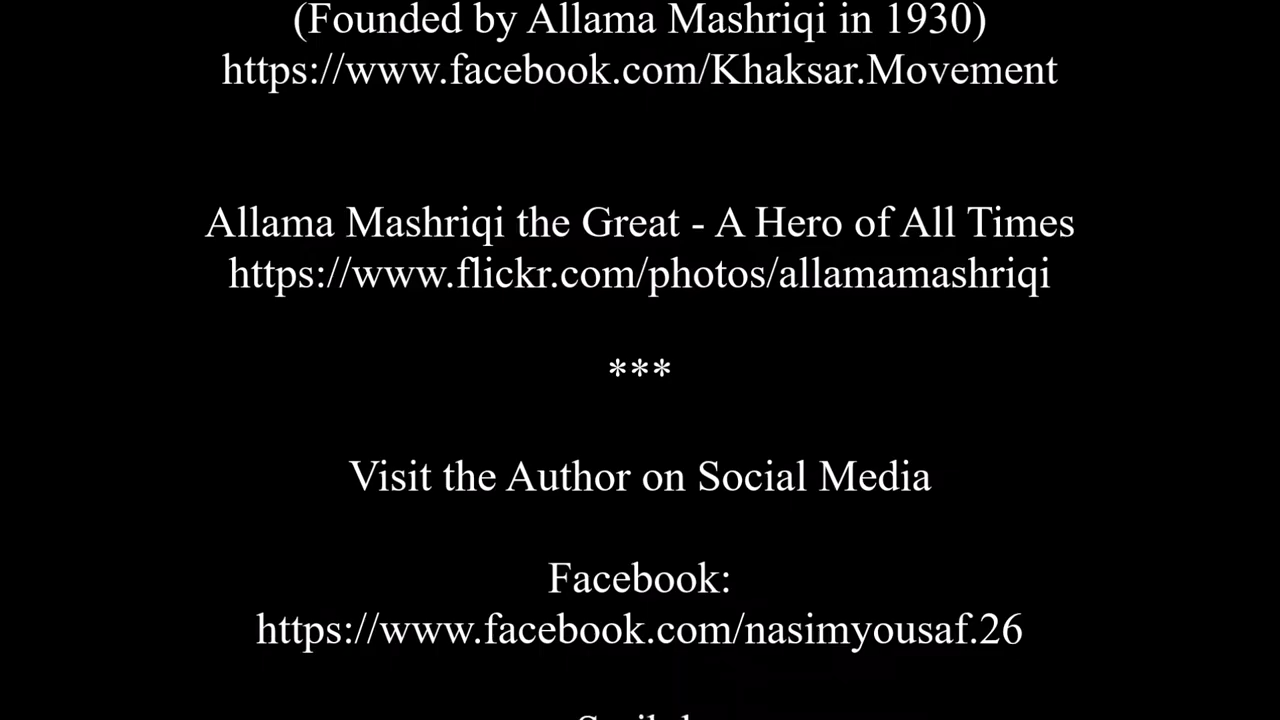 (Founded by Allama Mashriqi in 1930)
https://www.facebook.com/Khaksar.Movement
Allama Mashriqi the Great - A Hero of All Times
https://www.flickr.com/photos/allamamashriqi
***
Visit the Author on Social Media
Facebook:
https://www.facebook.com/nasimyousaf.26